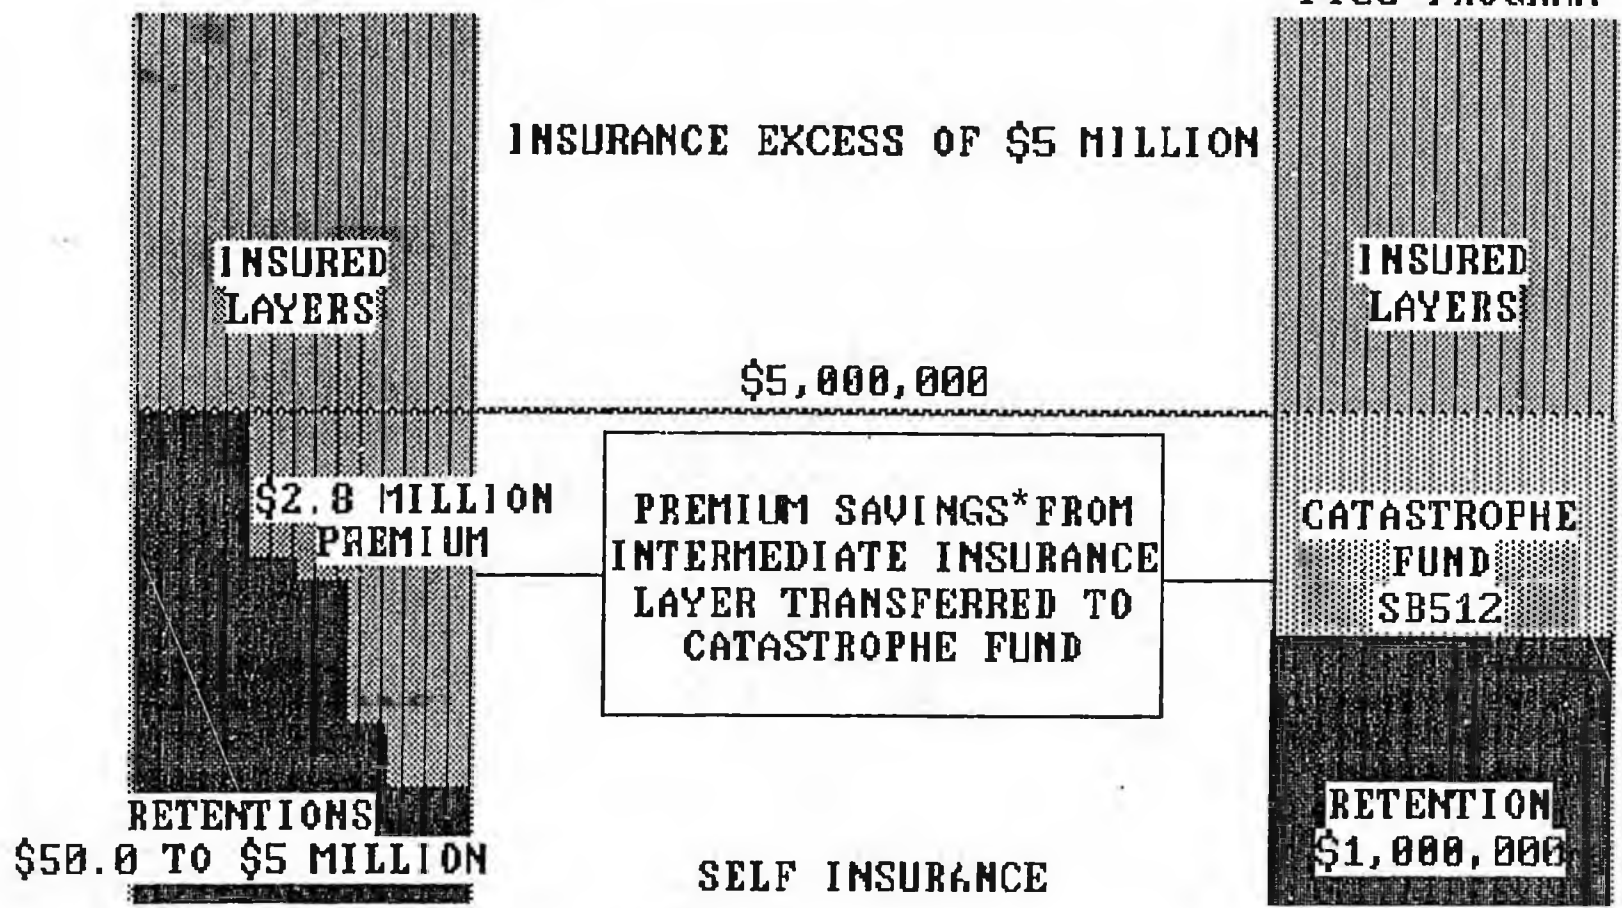 INSURANCE EXCESS OF $5 MILLION
INSURED
LAYERS
INSURED
LAYERS
$5,000,000
$2.8 MILLION
PREMIUM
PREMIUM SAVINGS* FROM
INTERMEDIATE INSURANCE
LAYER TRANSFERRED TO
CATASTROPHE FUND
CATASTROPHE
FUND
SB512
RETENTIONS
$50.0 TO $5 MILLION
RETENTION
$1,000,000
SELF INSURANCE